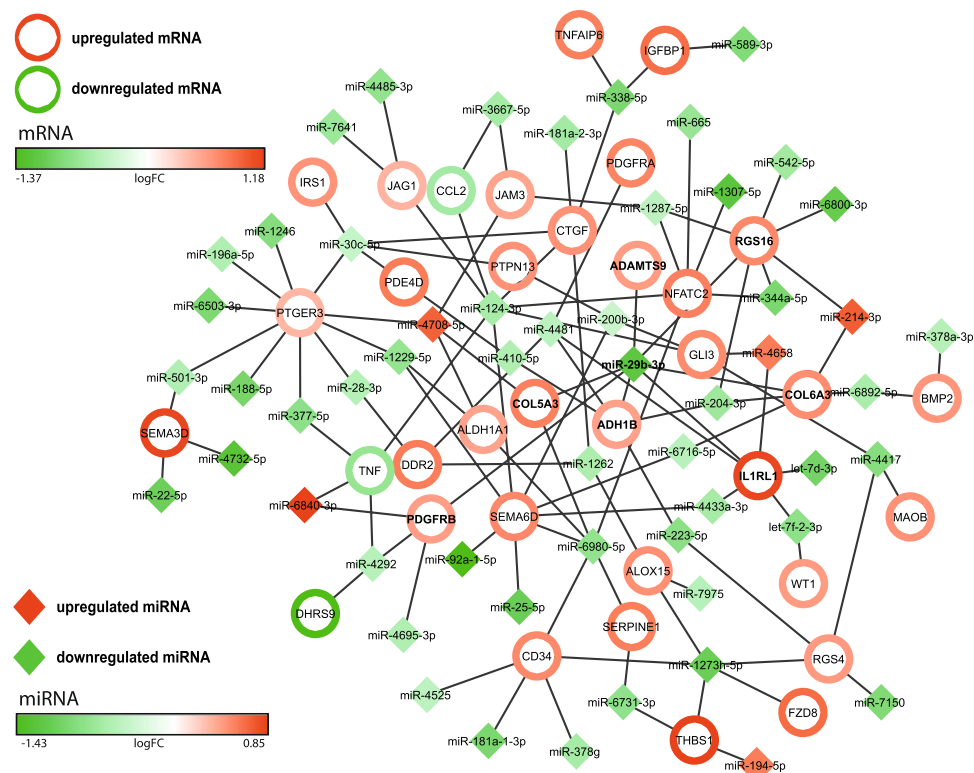 TNFAIP6
IGFBP1
miR-589-3p
upregulated mRNA
downregulated mRNA
miR-4485-3p
miR-338-5p
mRNA
miR-3667-5p
miR-665
miR-7641
miR-181a-2-3p
-1.37 logFC 1.18
IRS1
JAG1
CCL2
JAM3
PDGFRA
miR-542-5p
miR-1307-5p
miR-6800-3p
miR-1287-5p
miR-1246
miR-30c-5p
CTGF
RGS16
miR-196a-5p
PTPN13
ADAMTS9
PDE4D
NFATC2
miR-344a-5p
miR-6503-3p
PTGER3
miR-124-3p
miR-200b-3p
miR-214-3p
miR-4708-5p
miR-4481
miR-378a-3p
miR-1229-5p
miR-410-5p
miR-29b-3p
GLI3
miR-4658
miR-501-3p
miR-188-5p
miR-28-3p
COL5A3
miR-204-3p
COL6A3
miR-6892-5p
BMP2
miR-377-5p
ALDH1A1
ADH1B
SEMA3D
miR-4732-5p
TNF
DDR2
miR-1262
miR-6716-5p
IL1RL1
let-7d-3p
miR-4417
miR-22-5p
miR-6840-3p
PDGFRB
SEMA6D
miR-4433a-3p
MAOB
let-7f-2-3p
miR-4292
miR-92a-1-5p
miR-6980-5p
miR-223-5p
ALOX15
WT1
DHRS9
miR-25-5p
miR-7975
upregulated miRNA
miR-4695-3p
SERPINE1
downregulated miRNA
CD34
miR-1273h-5p
RGS4
miRNA
miR-4525
miR-6731-3p
miR-7150
FZD8
-1.43 logFC 0.85
miR-181a-1-3p
miR-378g
THBS1
miR-194-5p